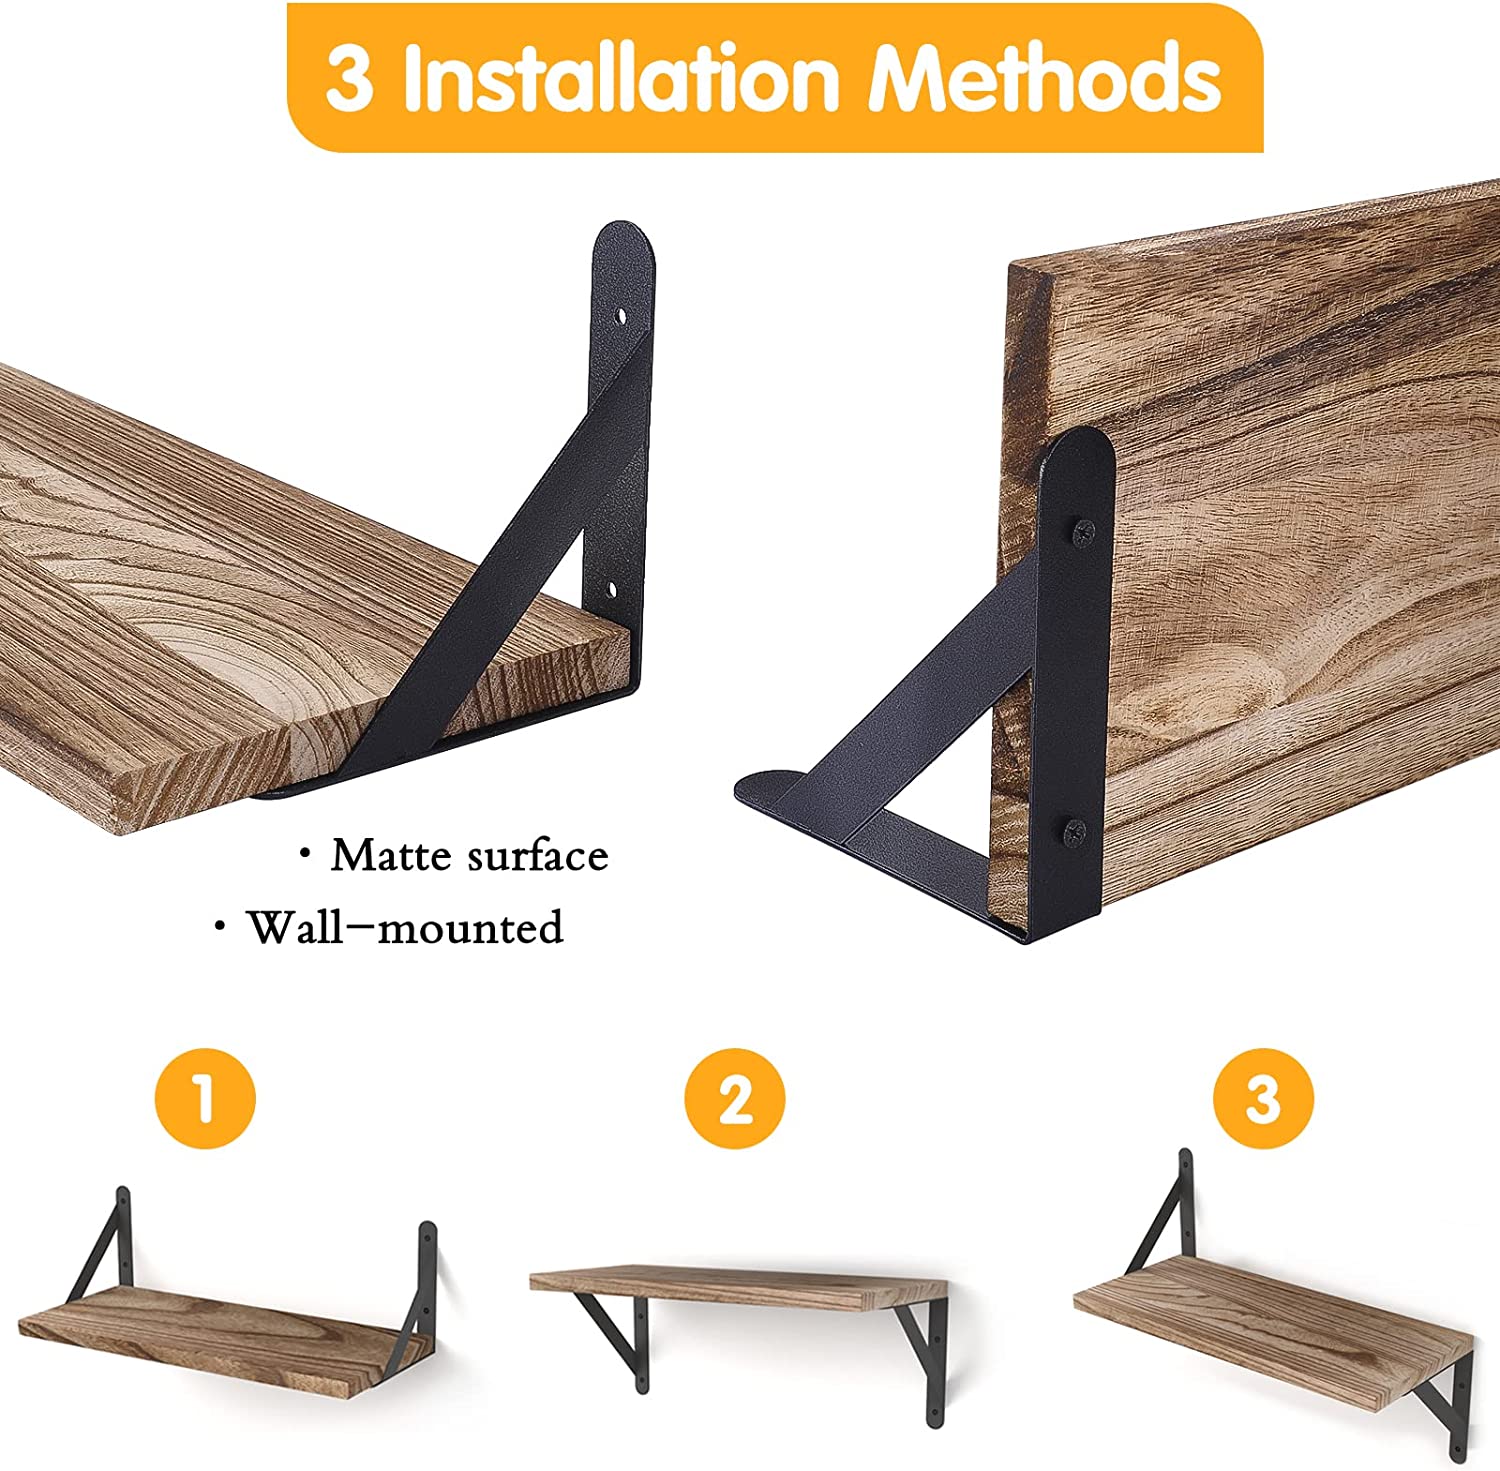 3 Installation Methods
· Matte surface
· Wall-mounted
1
2
3